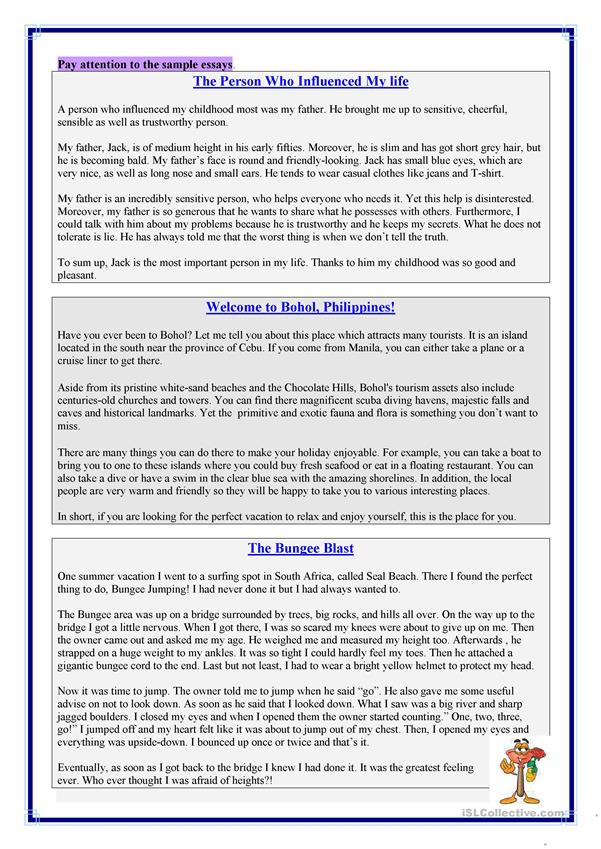 Pay attention to the sample essays.
The Person Who Influenced My life
A person who influenced my childhood most was my father. He brought me up to sensitive, cheerful,
sensible as well as trustworthy person.
My father, Jack, is of medium height in his early fifties. Moreover, he is slim and has got short grey hair, but
he is becoming bald. My father's face is round and friendly-looking. Jack has small blue eyes, which are
very nice, as well as long nose and small ears. He tends to wear casual clothes like jeans and T-shirt.
My father is an incredibly sensitive person, who helps everyone who needs it. Yet this help is disinterested.
Moreover, my father is so generous that he wants to share what he possesses with others. Furthermore, I
could talk with him about my problems because he is trustworthy and he keeps my secrets. What he does not
tolerate is lie. He has always told me that the worst thing is when we don't tell the truth.
To sum up, Jack is the most important person in my life. Thanks to him my childhood was so good and
pleasant.
Welcome to Bohol, Philippines!
Have you ever been to Bohol? Let me tell you about this place which attracts many tourists. It is an island
located in the south near the province of Cebu. If you come from Manila, you can either take a plane or a
cruise liner to get there.
Aside from its pristine white-sand beaches and the Chocolate Hills, Bohol's tourism assets also include
centuries-old churches and towers. You can find there magnificent scuba diving havens, majestic falls and
caves and historical landmarks. Yet the primitive and exotic fauna and flora is something you don't want to
miss.
There are many things you can do there to make your holiday enjoyable. For example, you can take a boat to
bring you to one to these islands where you could buy fresh seafood or eat in a floating restaurant. You can
also take a dive or have a swim in the clear blue sea with the amazing shorelines. In addition, the local
people are very warm and friendly so they will be happy to take you to various interesting places.
In short, if you are looking for the perfect vacation to relax and enjoy yourself, this is the place for you.
The Bungee Blast
One summer vacation I went to a surfing spot in South Africa, called Seal Beach. There I found the perfect
thing to do, Bungee Jumping! I had never done it but I had always wanted to.
The Bungee area was up on a bridge surrounded by trees, big rocks, and hills all over. On the way up to the
bridge I got a little nervous. When I got there, I was so scared my knees were about to give up on me. Then
the owner came out and asked me my age. He weighed me and measured my height too. Afterwards , he
strapped on a huge weight to my ankles. It was so tight I could hardly feel my toes. Then he attached a
gigantic bungee cord to the end. Last but not least, I had to wear a bright yellow helmet to protect my head.
Now it was time to jump. The owner told me to jump when he said “go”. He also gave me some useful
advise on not to look down. As soon as he said that I looked down. What I saw was a big river and sharp
jagged boulders. I closed my eyes and when I opened them the owner started counting.” One, two, three,
go!” I jumped off and my heart felt like it was about to jump out of my chest. Then, I opened my eyes and
everything was upside-down. I bounced up once or twice and that's it.
Eventually, as soon as I got back to the bridge I knew I had done it. It was the greatest feeling
ever. Who ever thought I was afraid of heights?!
iSLCollective.com